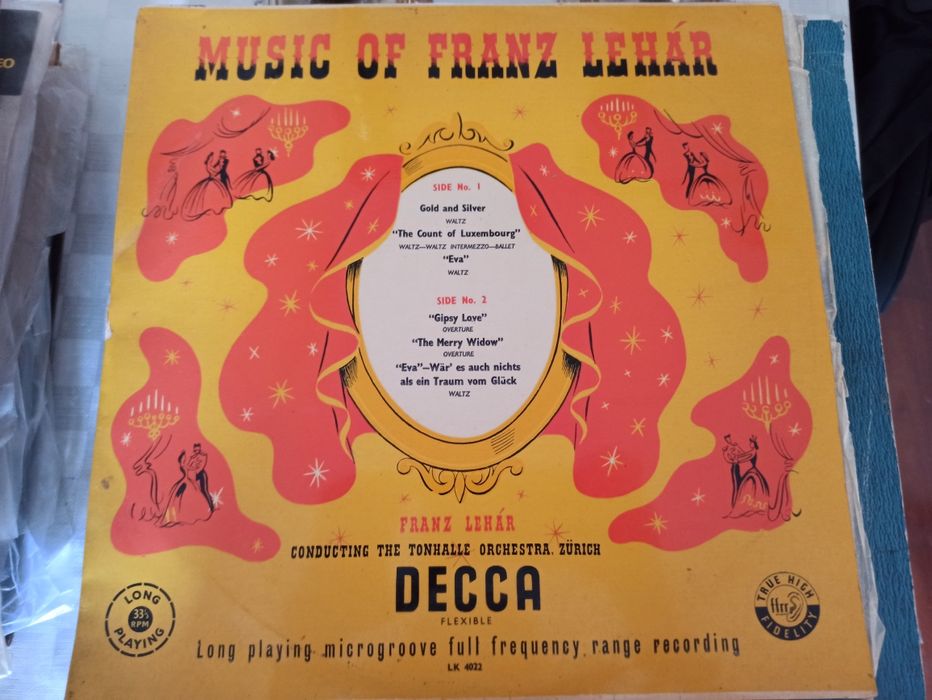 EO
MUSIC OF FRANZ LEHÁR
SIDE No. 1
Gold and Silver
WALTZ
"The Count of Luxembourg"
WALTZ—WALTZ INTERMEZZO—BALLET
"Eva"
WALTZ
SIDE No. 2
"Gipsy Love"
OVERTURE
"The Merry Widow"
OVERTURE
"Eva"—Wär' es auch nichts
als ein Traum vom Glück
WALTZ
FRANZ LEHÁR
CONDUCTING THE TONHALLE ORCHESTRA, ZÜRICH
DECCA
FLEXIBLE
LONG
33⅓
RPM
PLAYING
TRUE HIGH
ffrr
FIDELITY
Long playing microgroove full frequency range recording
LK 4022